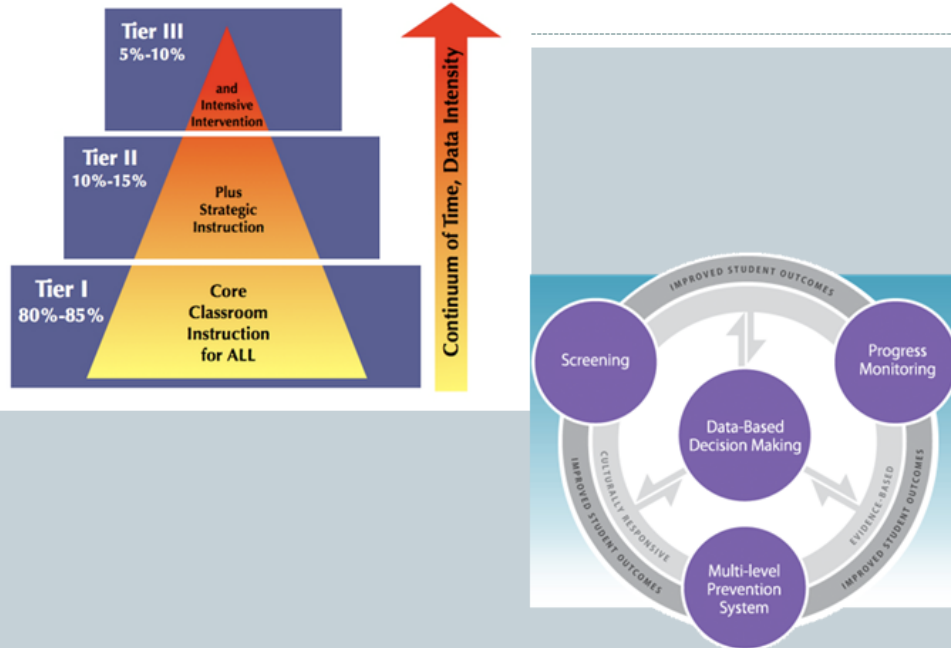 Tier III
5%-10%
and
Intensive
Intervention
Tier II
10%-15%
Plus
Strategic
Instruction
Tier I
80%-85%
Core
Classroom
Instruction
for ALL
Continuum of Time, Data Intensity
IMPROVED STUDENT OUTCOMES
Screening
Progress
Monitoring
Data-Based
Decision Making
CULTURALLY RESPONSIVE
EVIDENCE-BASED
IMPROVED STUDENT OUTCOMES
IMPROVED STUDENT OUTCOMES
Multi-level
Prevention
System